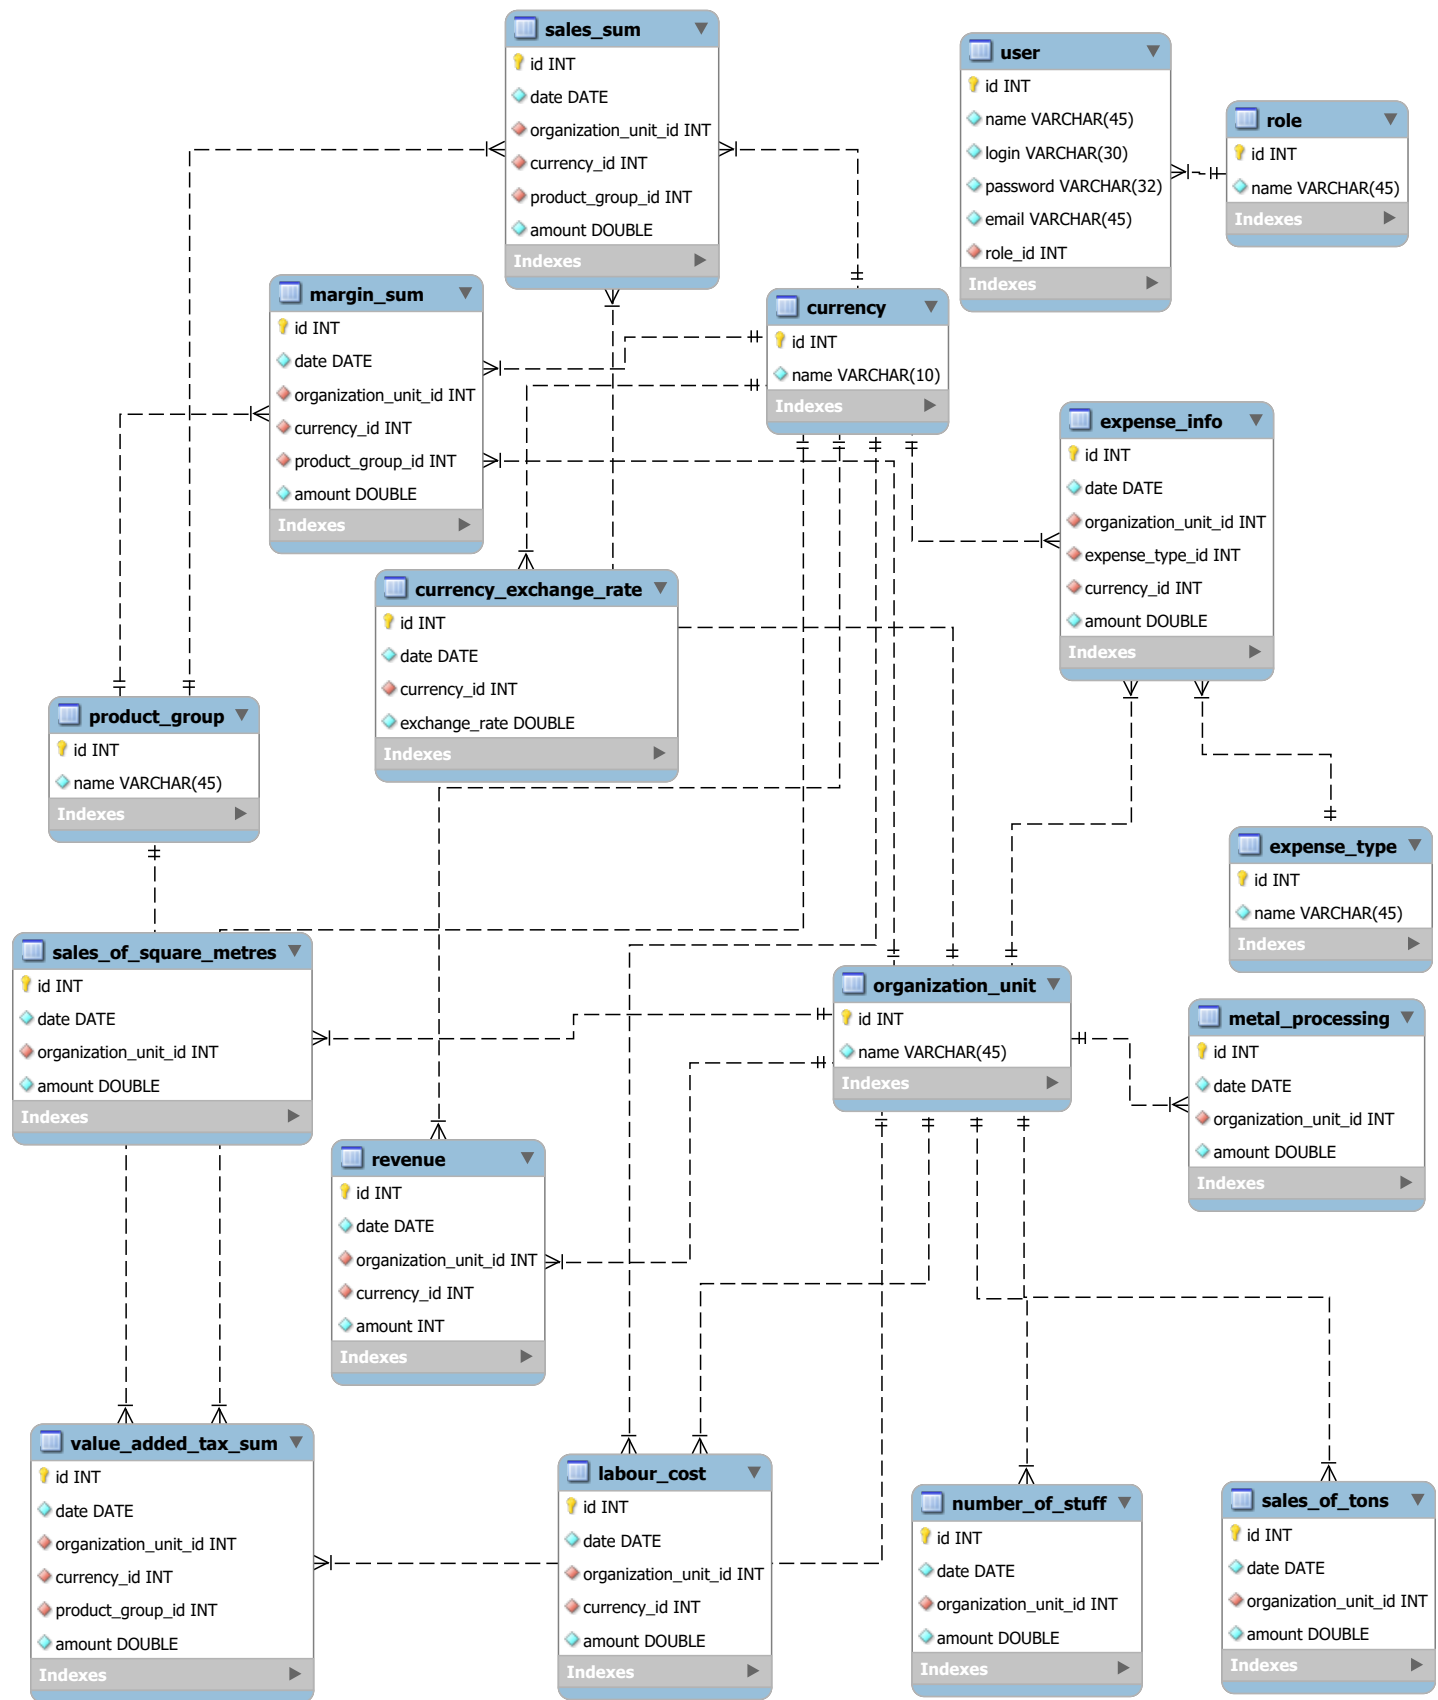 sales_sum
id INT
date DATE
organization_unit_id INT
currency_id INT
product_group_id INT
amount DOUBLE
Indexes
user
id INT
name VARCHAR(45)
login VARCHAR(30)
password VARCHAR(32)
email VARCHAR(45)
role_id INT
Indexes
role
id INT
name VARCHAR(45)
Indexes
margin_sum
id INT
date DATE
organization_unit_id INT
currency_id INT
product_group_id INT
amount DOUBLE
Indexes
currency
id INT
name VARCHAR(10)
Indexes
expense_info
id INT
date DATE
organization_unit_id INT
expense_type_id INT
currency_id INT
amount DOUBLE
Indexes
currency_exchange_rate
id INT
date DATE
currency_id INT
exchange_rate DOUBLE
Indexes
product_group
id INT
name VARCHAR(45)
Indexes
expense_type
id INT
name VARCHAR(45)
Indexes
sales_of_square_metres
id INT
date DATE
organization_unit_id INT
amount DOUBLE
Indexes
organization_unit
id INT
name VARCHAR(45)
Indexes
metal_processing
id INT
date DATE
organization_unit_id INT
amount DOUBLE
Indexes
revenue
id INT
date DATE
organization_unit_id INT
currency_id INT
amount INT
Indexes
value_added_tax_sum
id INT
date DATE
organization_unit_id INT
currency_id INT
product_group_id INT
amount DOUBLE
Indexes
labour_cost
id INT
date DATE
organization_unit_id INT
currency_id INT
amount DOUBLE
Indexes
number_of_stuff
id INT
date DATE
organization_unit_id INT
amount DOUBLE
Indexes
sales_of_tons
id INT
date DATE
organization_unit_id INT
amount DOUBLE
Indexes